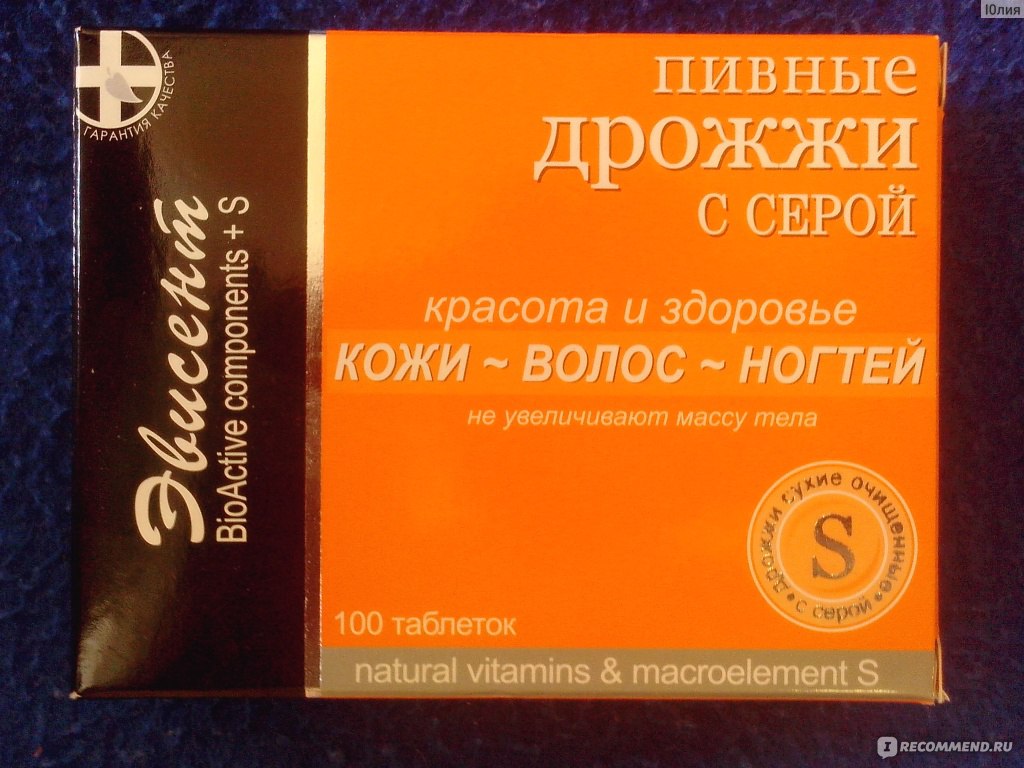 Юлия
ГАРАНТИЯ КАЧЕСТВА
Эвисент
BioActive components + S
пивные
дрожжи
с серой
красота и здоровье
КОЖИ ~ ВОЛОС ~ НОГТЕЙ
не увеличивают массу тела
дрожжи сухие очищенные • с серой •
S
100 таблеток
natural vitamins & macroelement S
IRECOMMEND.RU